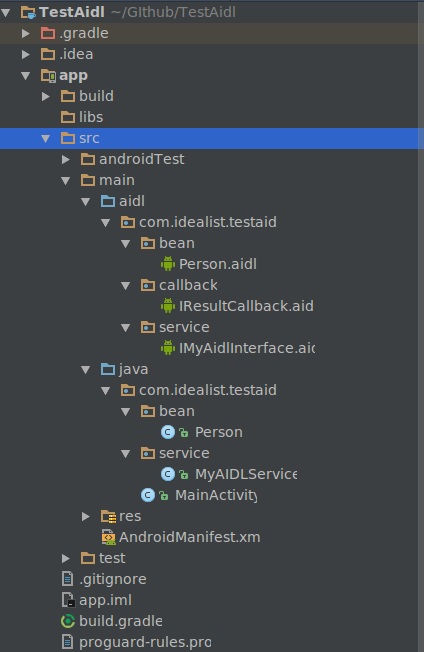 TestAidl ~/GIthub/TestAidl
.gradle
.idea
app
build
libs
src
androidTest
main
aidl
com.idealist.testaid
bean
Person.aidl
callback
IResultCallback.aid
service
IMyAidlInterface.aic
java
com.idealist.testaid
bean
Person
service
MyAIDLService
MainActivity
res
AndroidManifest.xm
test
.gitignore
app.iml
build.gradle
proguard-rules.pro